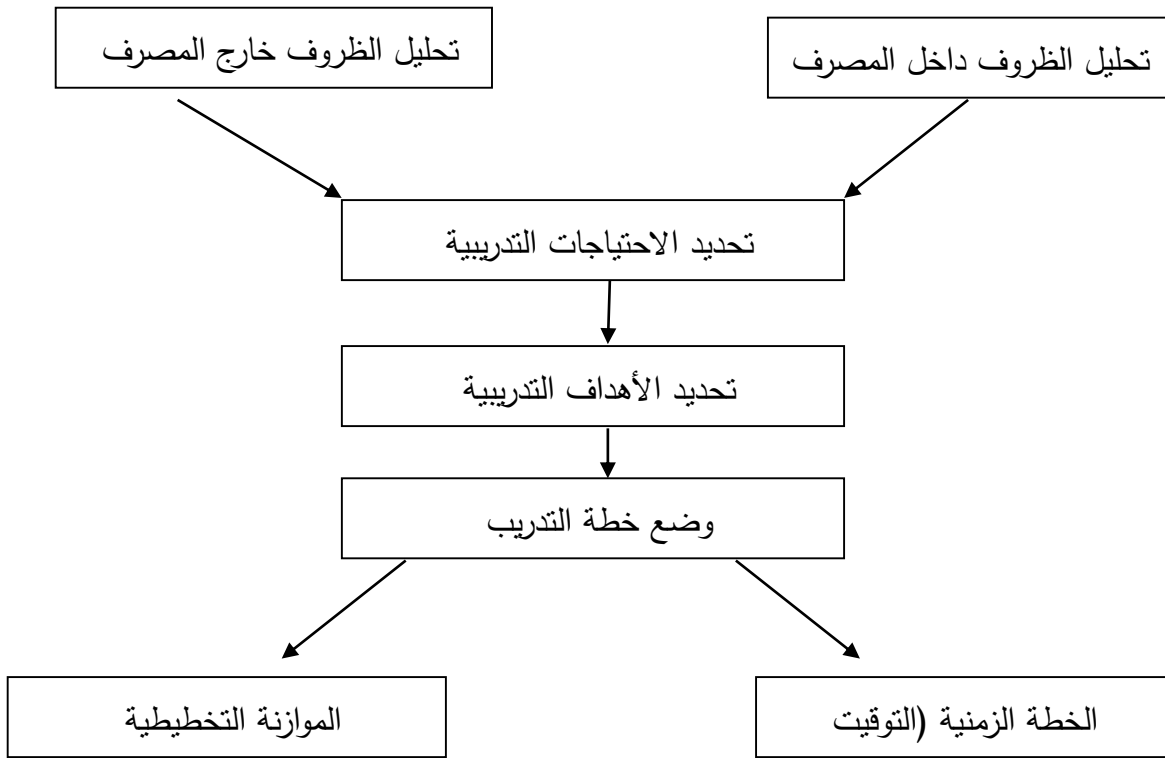 تحليل الظروف داخل المصرف
تحليل الظروف خارج المصرف
تحديد الاحتياجات التدريبية
تحديد الأهداف التدريبية
وضع خطة التدريب
الخطة الزمنية (التوقيت
الموازنة التخطيطية